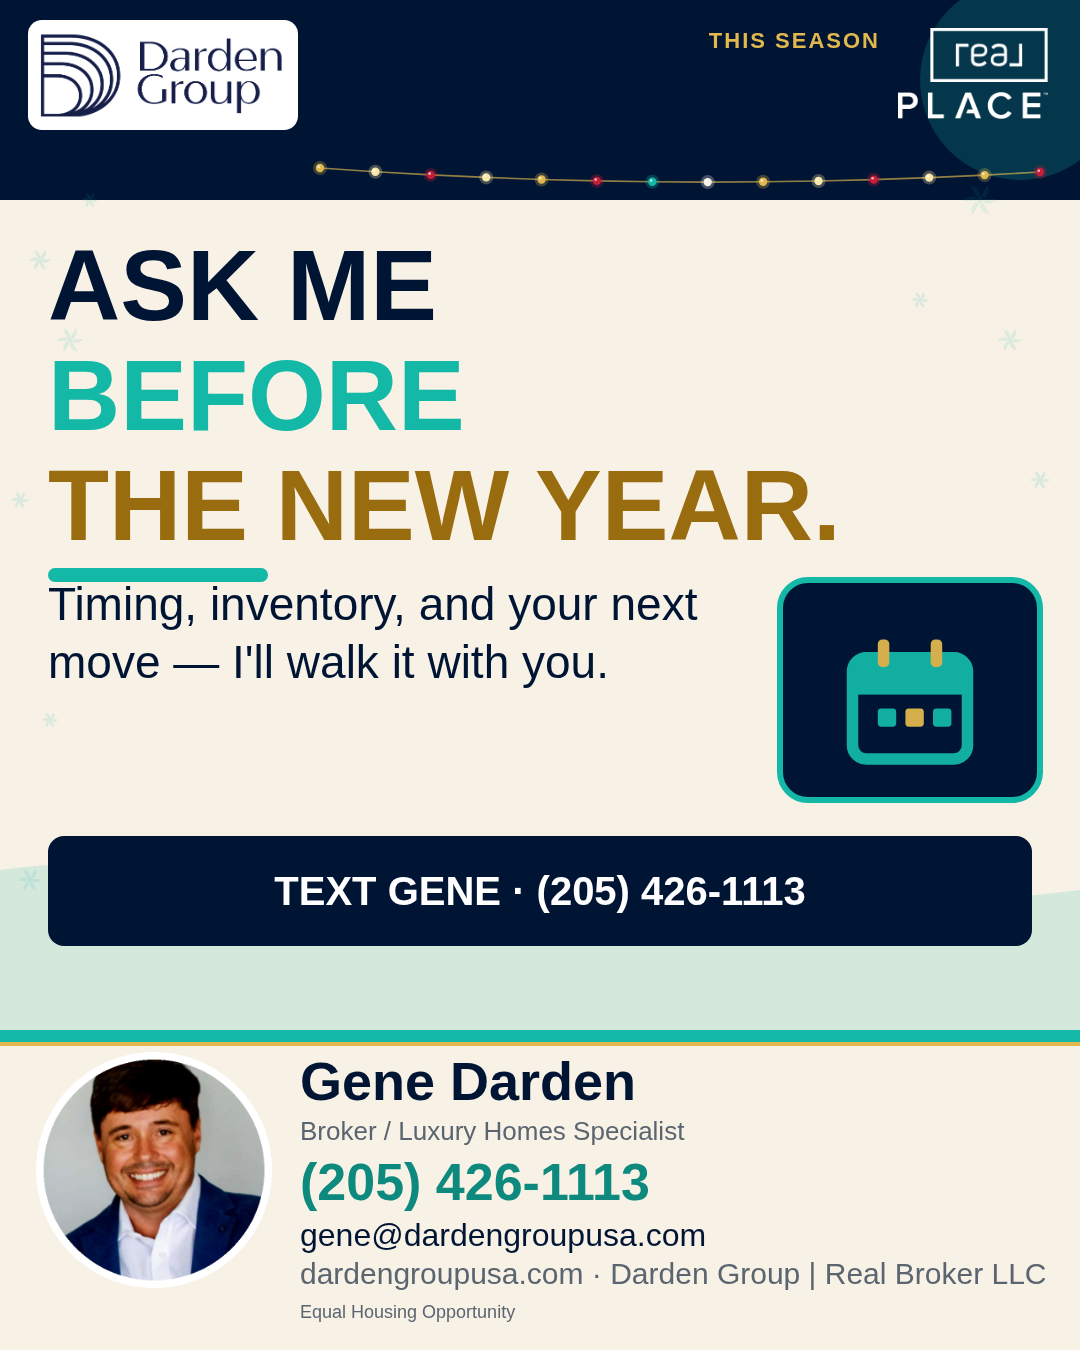 Darden
Group
THIS SEASON
real
PLACE™
ASK ME
BEFORE
THE NEW YEAR.
Timing, inventory, and your next
move — I'll walk it with you.
TEXT GENE · (205) 426-1113
Gene Darden
Broker / Luxury Homes Specialist
(205) 426-1113
gene@dardengroupusa.com
dardengroupusa.com · Darden Group | Real Broker LLC
Equal Housing Opportunity